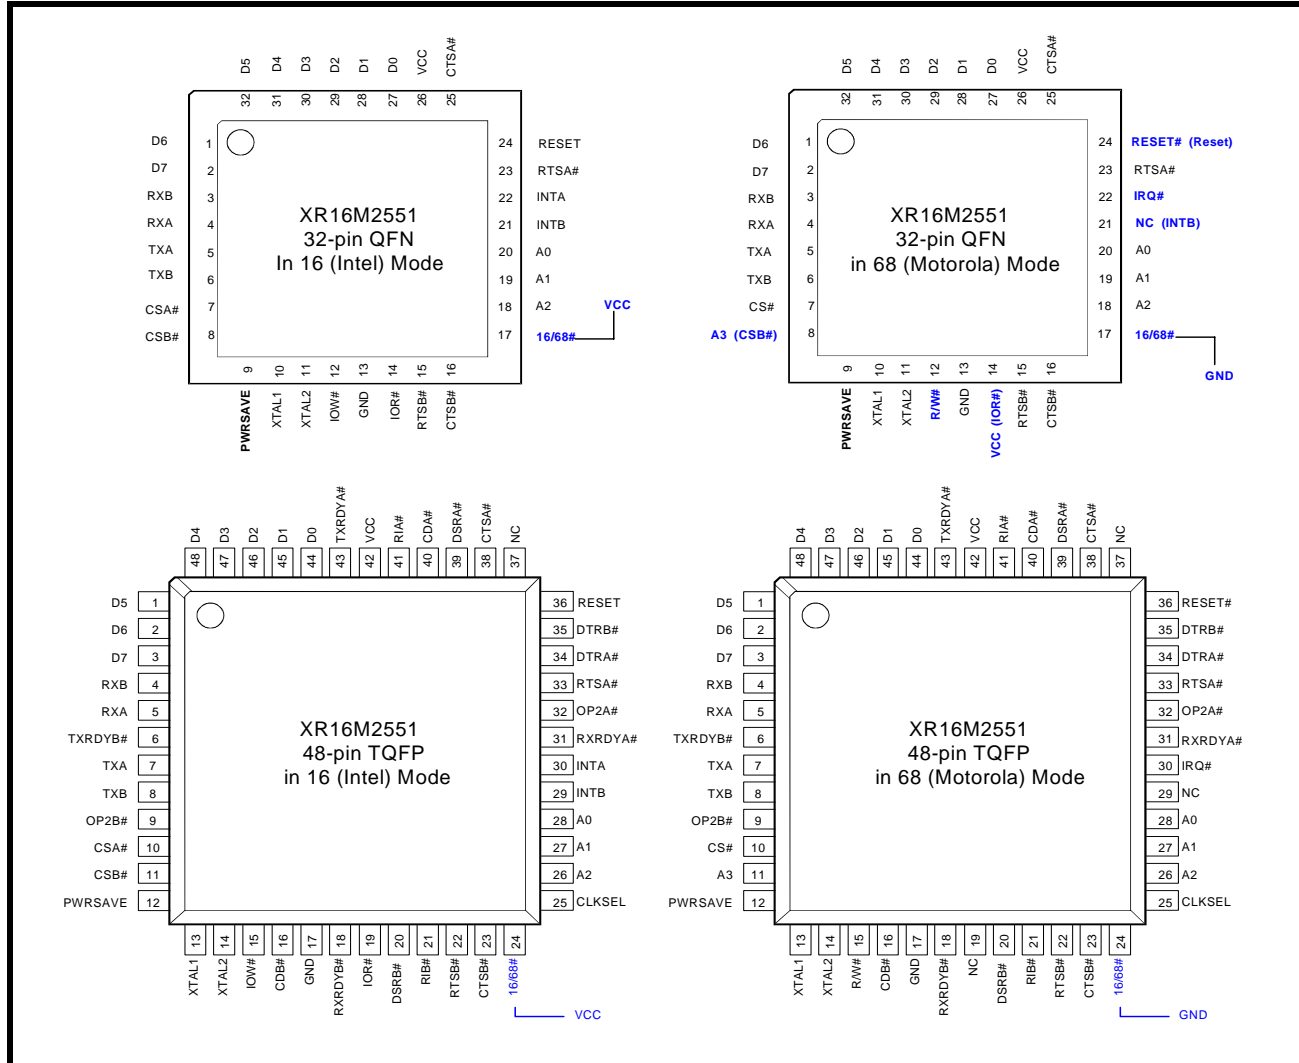 D5 D4 D3 D2 D1 D0 VCC CTSA#
32 31 30 29 28 27 26 25
D6 1 24 RESET
D7 2 23 RTSA#
RXB 3 22 INTA
RXA 4 21 INTB
TXA 5 20 A0
TXB 6 19 A1
CSA# 7 18 A2 VCC
CSB# 8 17 16/68#
XR16M2551
32-pin QFN
In 16 (Intel) Mode
9 10 11 12 13 14 15 16
PWRSAVE XTAL1 XTAL2 IOW# GND IOR# RTSB# CTSB#
D5 D4 D3 D2 D1 D0 VCC CTSA#
32 31 30 29 28 27 26 25
D6 1 24 RESET# (Reset)
D7 2 23 RTSA#
RXB 3 22 IRQ#
RXA 4 21 NC (INTB)
TXA 5 20 A0
TXB 6 19 A1
CS# 7 18 A2
A3 (CSB#) 8 17 16/68#
GND
XR16M2551
32-pin QFN
in 68 (Motorola) Mode
9 10 11 12 13 14 15 16
PWRSAVE XTAL1 XTAL2 R/W# GND VCC (IOR#) RTSB# CTSB#
D4 D3 D2 D1 D0 TXRDYA# VCC RIA# CDA# DSRA# CTSA# NC
48 47 46 45 44 43 42 41 40 39 38 37
D5 1 36 RESET
D6 2 35 DTRB#
D7 3 34 DTRA#
RXB 4 33 RTSA#
RXA 5 32 OP2A#
TXRDYB# 6 31 RXRDYA#
TXA 7 30 INTA
TXB 8 29 INTB
OP2B# 9 28 A0
CSA# 10 27 A1
CSB# 11 26 A2
PWRSAVE 12 25 CLKSEL
XR16M2551
48-pin TQFP
in 16 (Intel) Mode
13 14 15 16 17 18 19 20 21 22 23 24
XTAL1 XTAL2 IOW# CDB# GND RXRDYB# IOR# DSRB# RIB# RTSB# CTSB# 16/68#
VCC
D4 D3 D2 D1 D0 TXRDYA# VCC RIA# CDA# DSRA# CTSA# NC
48 47 46 45 44 43 42 41 40 39 38 37
D5 1 36 RESET#
D6 2 35 DTRB#
D7 3 34 DTRA#
RXB 4 33 RTSA#
RXA 5 32 OP2A#
TXRDYB# 6 31 RXRDYA#
TXA 7 30 IRQ#
TXB 8 29 NC
OP2B# 9 28 A0
CS# 10 27 A1
A3 11 26 A2
PWRSAVE 12 25 CLKSEL
XR16M2551
48-pin TQFP
in 68 (Motorola) Mode
13 14 15 16 17 18 19 20 21 22 23 24
XTAL1 XTAL2 R/W# CDB# GND RXRDYB# NC DSRB# RIB# RTSB# CTSB# 16/68#
GND